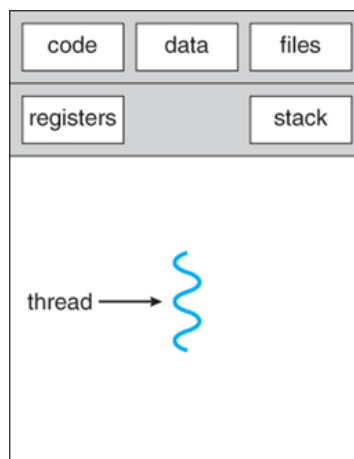 code data files
registers stack
thread